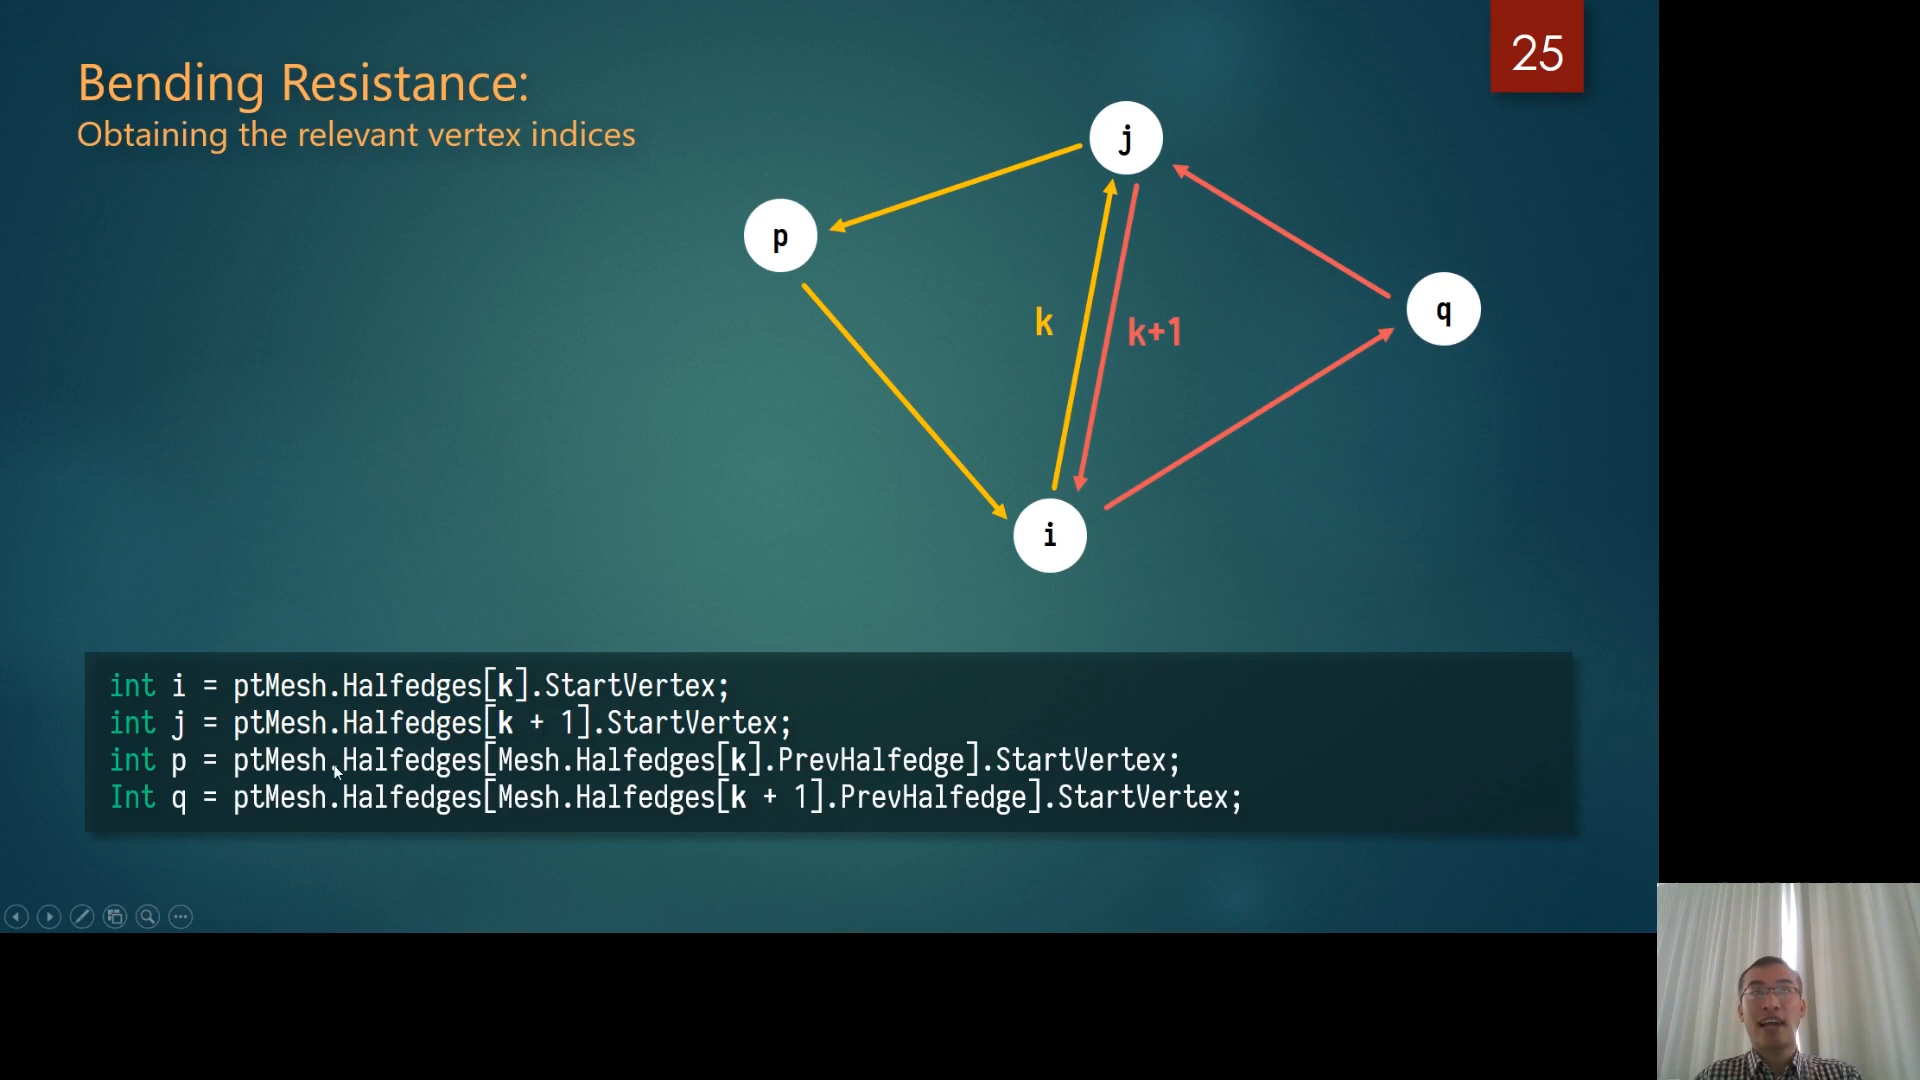 25
Bending Resistance:
Obtaining the relevant vertex indices
j
p
q
k
k+1
i
int i = ptMesh.Halfedges[k].StartVertex;
int j = ptMesh.Halfedges[k + 1].StartVertex;
int p = ptMesh.Halfedges[Mesh.Halfedges[k].PrevHalfedge].StartVertex;
Int q = ptMesh.Halfedges[Mesh.Halfedges[k + 1].PrevHalfedge].StartVertex;